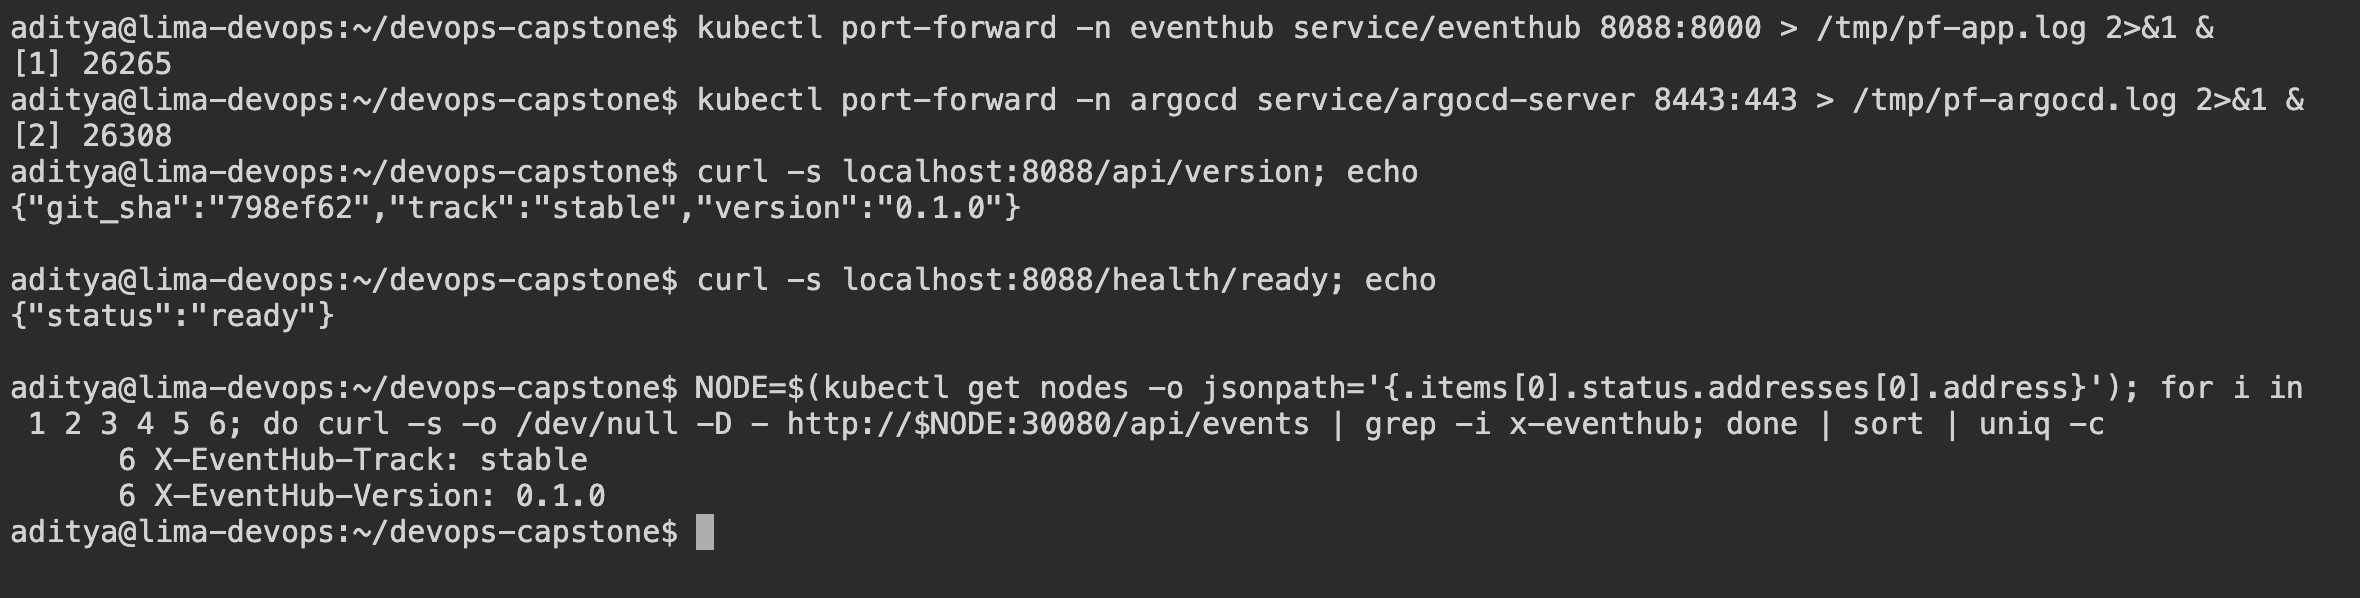 aditya@lima-devops:~/devops-capstone$ kubectl port-forward -n eventhub service/eventhub 8088:8000 > /tmp/pf-app.log 2>&1 &
[1] 26265
aditya@lima-devops:~/devops-capstone$ kubectl port-forward -n argocd service/argocd-server 8443:443 > /tmp/pf-argocd.log 2>&1 &
[2] 26308
aditya@lima-devops:~/devops-capstone$ curl -s localhost:8088/api/version; echo
{"git_sha":"798ef62","track":"stable","version":"0.1.0"}
aditya@lima-devops:~/devops-capstone$ curl -s localhost:8088/health/ready; echo
{"status":"ready"}
aditya@lima-devops:~/devops-capstone$ NODE=$(kubectl get nodes -o jsonpath='{.items[0].status.addresses[0].address}'); for i in
 1 2 3 4 5 6; do curl -s -o /dev/null -D - http://$NODE:30080/api/events | grep -i x-eventhub; done | sort | uniq -c
      6 X-EventHub-Track: stable
      6 X-EventHub-Version: 0.1.0
aditya@lima-devops:~/devops-capstone$